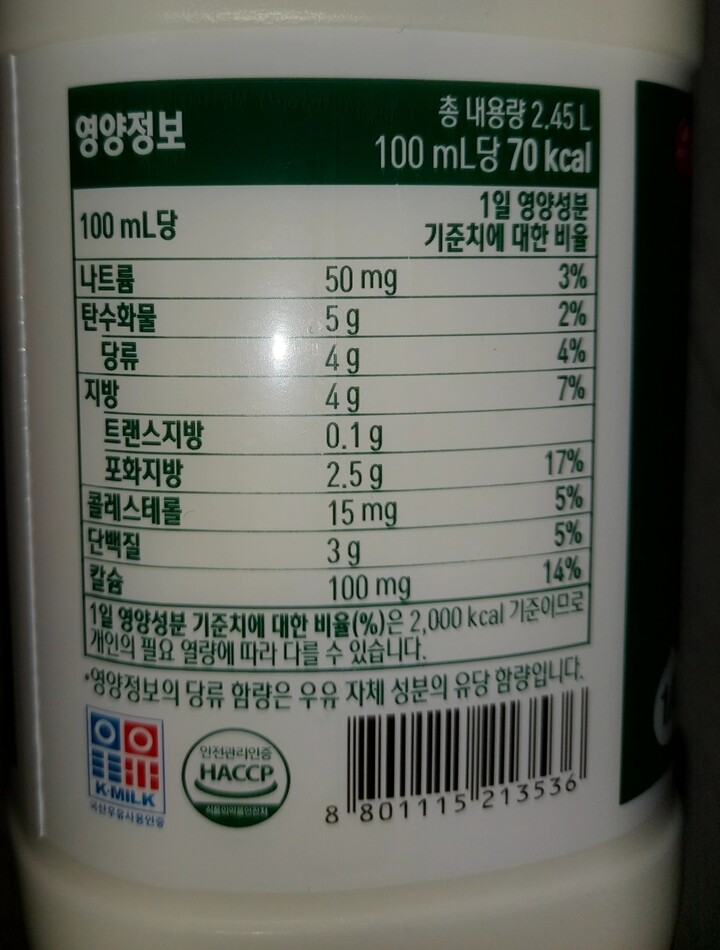 영양정보
총 내용량 2.45 L
100 mL당 70 kcal
100 mL당
1일 영양성분
기준치에 대한 비율
나트륨 50 mg 3%
탄수화물 5 g 2%
당류 4 g 4%
지방 4 g 7%
트랜스지방 0.1 g
포화지방 2.5 g 17%
콜레스테롤 15 mg 5%
단백질 3 g 5%
칼슘 100 mg 14%
1일 영양성분 기준치에 대한 비율(%)은 2,000 kcal 기준이므로
개인의 필요 열량에 따라 다를 수 있습니다.
•영양정보의 당류 함량은 우유 자체 성분의 유당 함량입니다.
K·MILK
국산우유사용인증
안전관리인증
HACCP
식품의약품안전처
8 801115 213536